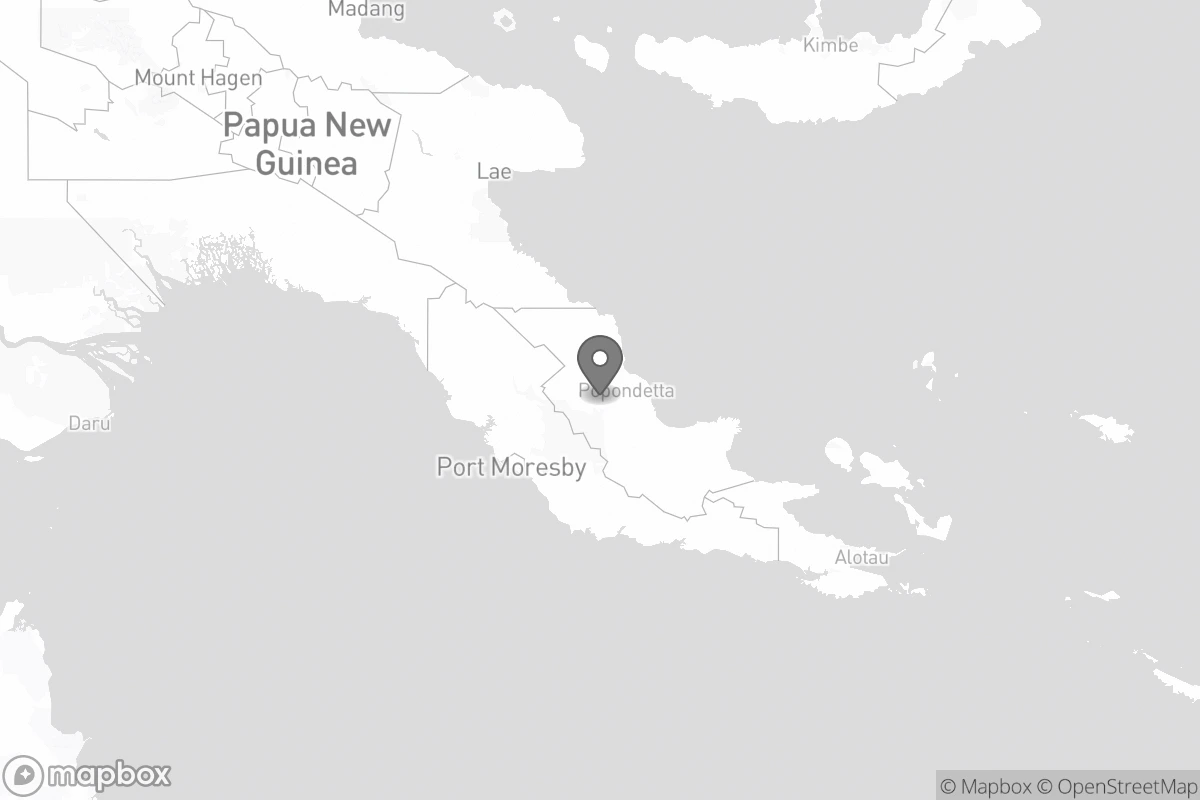 Madang
Kimbe
Mount Hagen
Papua New
Guinea
Lae
Popondetta
Daru
Port Moresby
Alotau
mapbox
© Mapbox © OpenStreetMap